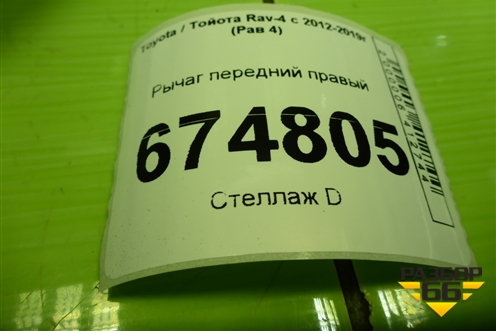 Toyota / Тойота Rav-4 с 2012-2019г
(Рав 4)
Рычаг передний правый
674805
Стеллаж D
РАЗБОР
66